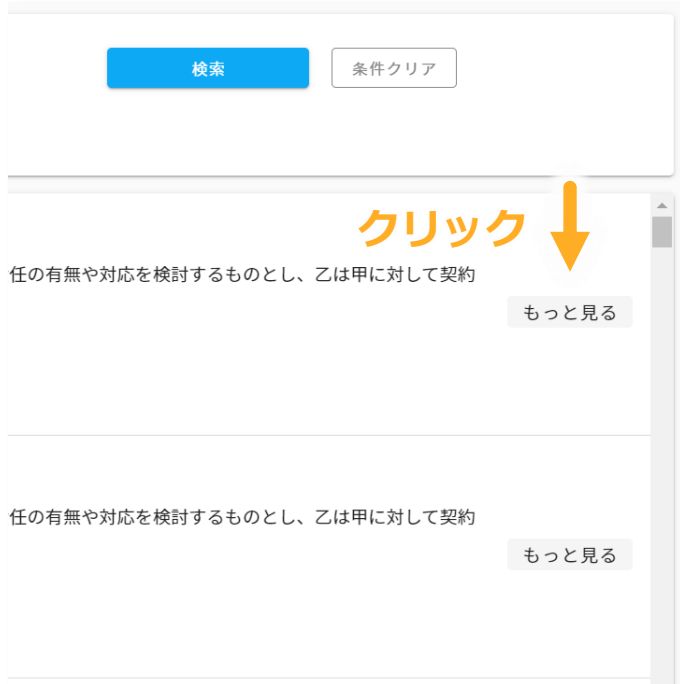 検索
条件クリア
クリック
任の有無や対応を検討するものとし、乙は甲に対して契約
もっと見る
任の有無や対応を検討するものとし、乙は甲に対して契約
もっと見る